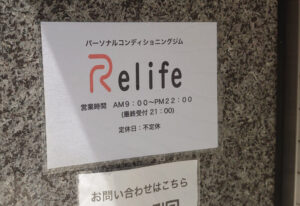 パーソナルコンディショニングジム
Relife
営業時間 AM9：00～PM22：00
(最終受付 21：00)
定休日：不定休
お問い合わせはこちら